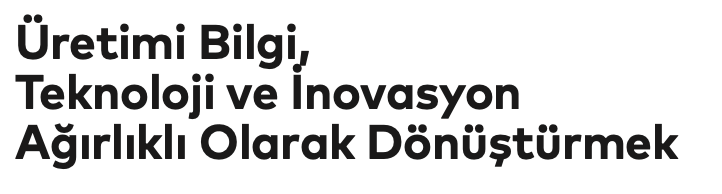 Üretimi Bilgi,
Teknoloji ve İnovasyon
Ağırlıklı Olarak Dönüştürmek